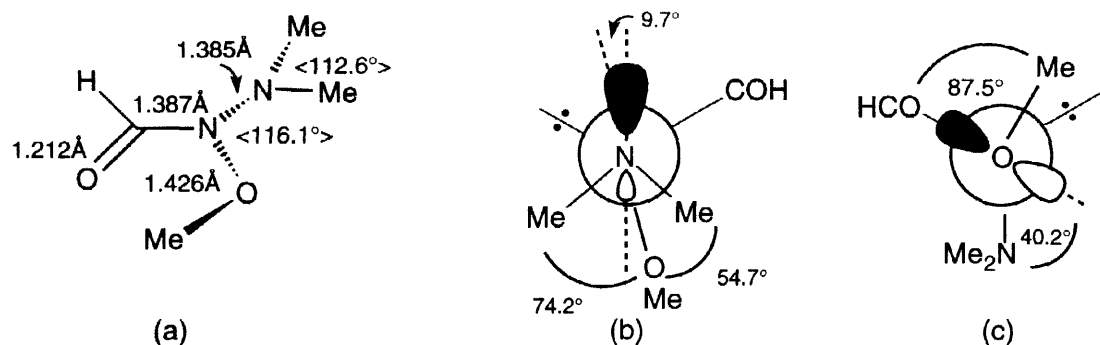 Me
1.385Å
H
N
<112.6°>
Me
1.387Å
N
<116.1°>
1.212Å
O
1.426Å
O
Me
(a)
9.7°
COH
N
Me
Me
O
Me
74.2°
54.7°
(b)
Me
87.5°
HCO
O
Me₂N
40.2°
(c)